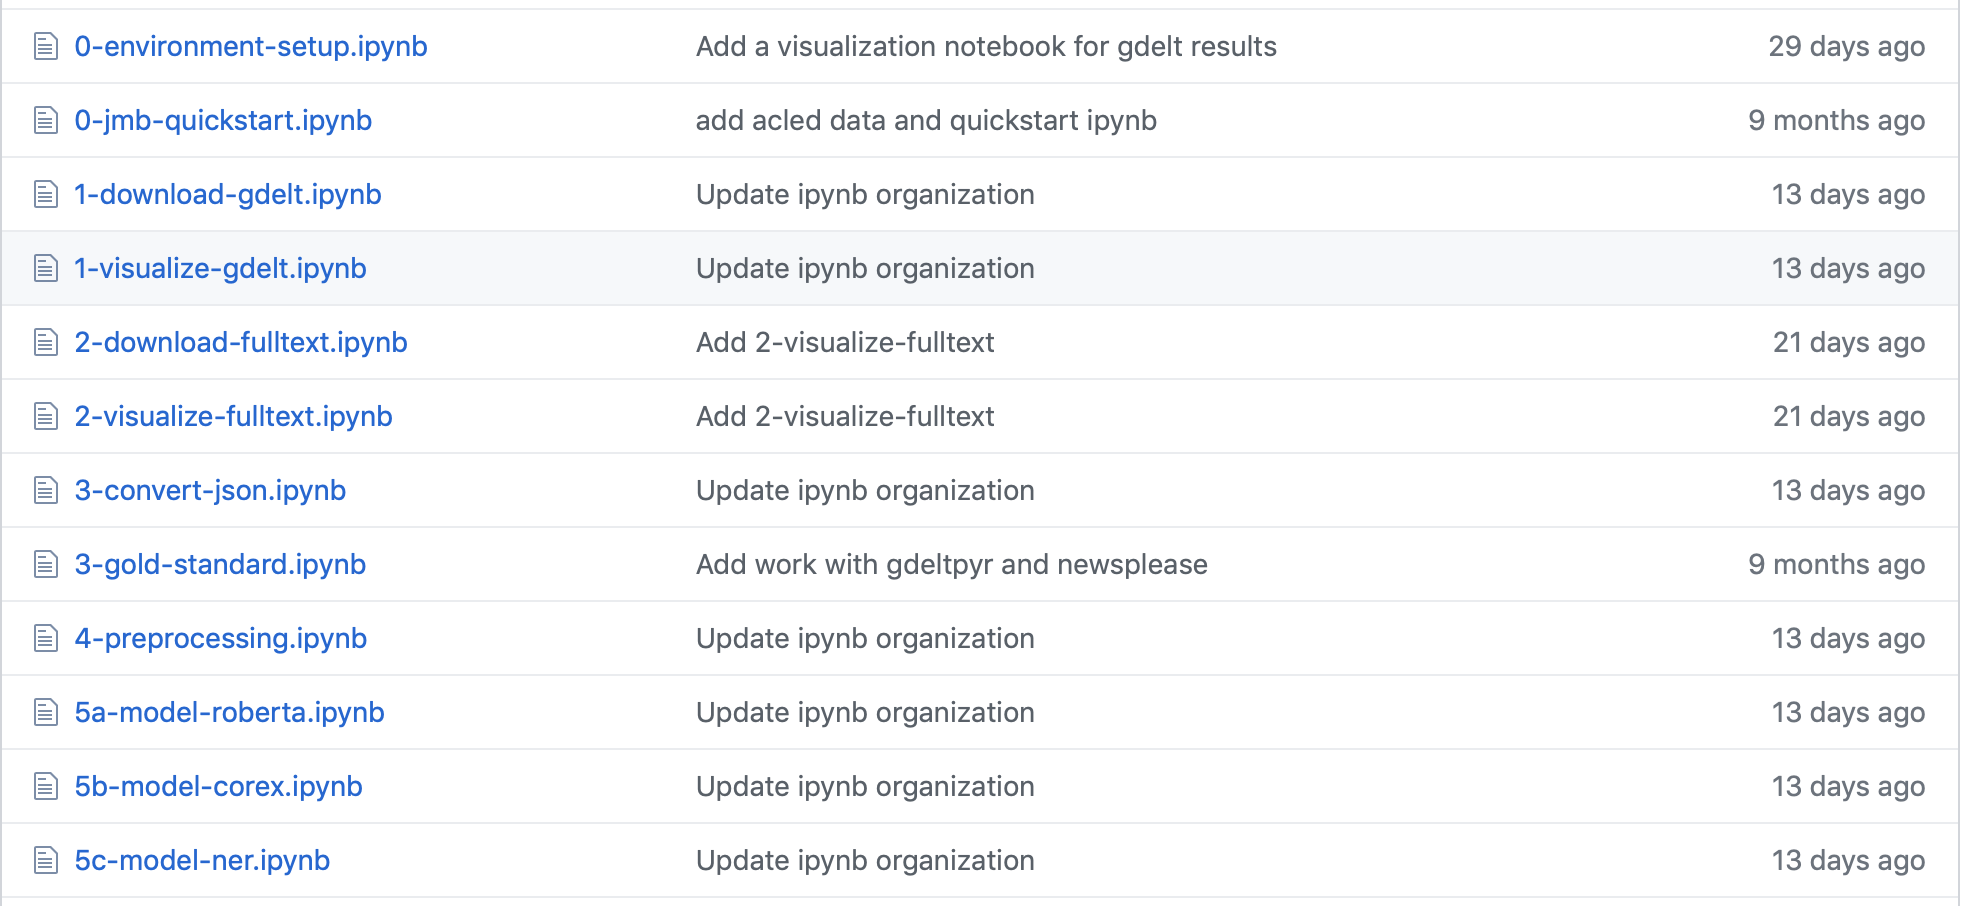 0-environment-setup.ipynb Add a visualization notebook for gdelt results 29 days ago
0-jmb-quickstart.ipynb add acled data and quickstart ipynb 9 months ago
1-download-gdelt.ipynb Update ipynb organization 13 days ago
1-visualize-gdelt.ipynb Update ipynb organization 13 days ago
2-download-fulltext.ipynb Add 2-visualize-fulltext 21 days ago
2-visualize-fulltext.ipynb Add 2-visualize-fulltext 21 days ago
3-convert-json.ipynb Update ipynb organization 13 days ago
3-gold-standard.ipynb Add work with gdeltpyr and newsplease 9 months ago
4-preprocessing.ipynb Update ipynb organization 13 days ago
5a-model-roberta.ipynb Update ipynb organization 13 days ago
5b-model-corex.ipynb Update ipynb organization 13 days ago
5c-model-ner.ipynb Update ipynb organization 13 days ago